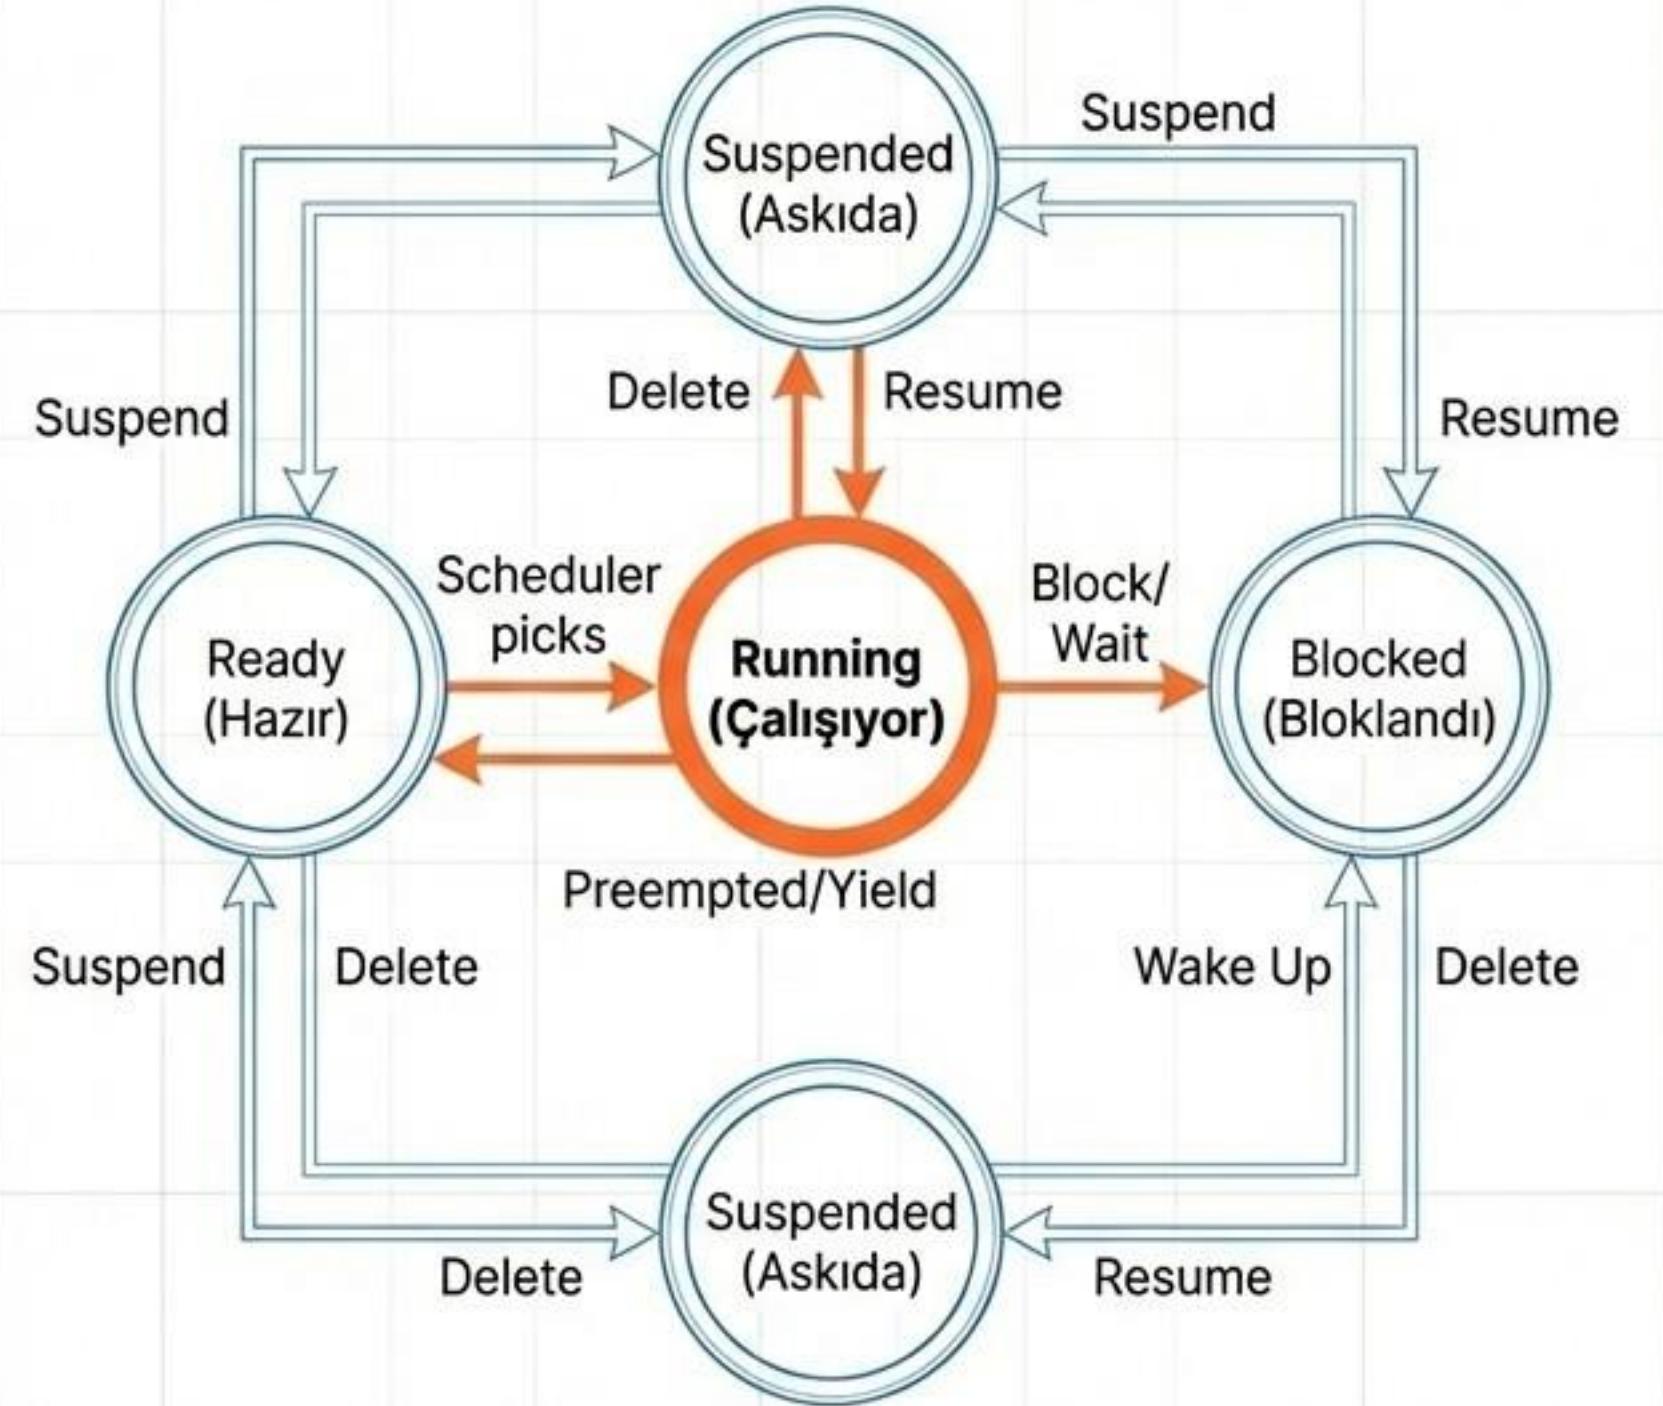 Suspended
(Askıda)
Suspend
Suspend
Delete
Resume
Resume
Scheduler
picks
Block/
Wait
Ready
(Hazır)
Running
(Çalışıyor)
Blocked
(Bloklandı)
Preempted/Yield
Suspend
Delete
Wake Up
Delete
Suspended
(Askıda)
Delete
Resume